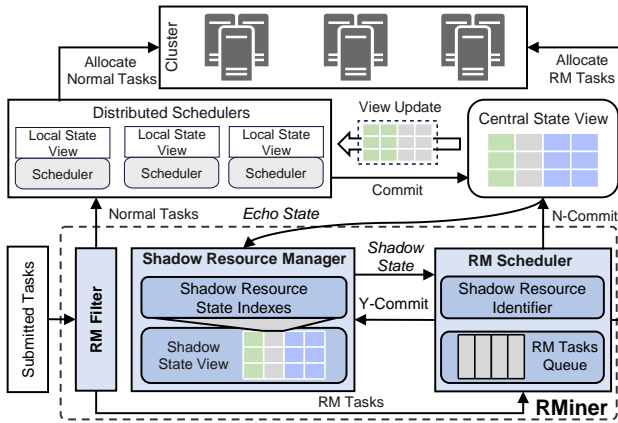 Allocate
Normal Tasks
Cluster
Allocate
RM Tasks
Distributed Schedulers
Local State
View
Scheduler
Local State
View
Scheduler
Local State
View
Scheduler
View Update
Central State View
Commit
Normal Tasks
Echo State
N-Commit
Submitted Tasks
RM Filter
Shadow Resource Manager
Shadow Resource
State Indexes
Shadow
State View
Shadow
State
Y-Commit
RM Scheduler
Shadow Resource
Identifier
RM Tasks
Queue
RM Tasks
RMiner